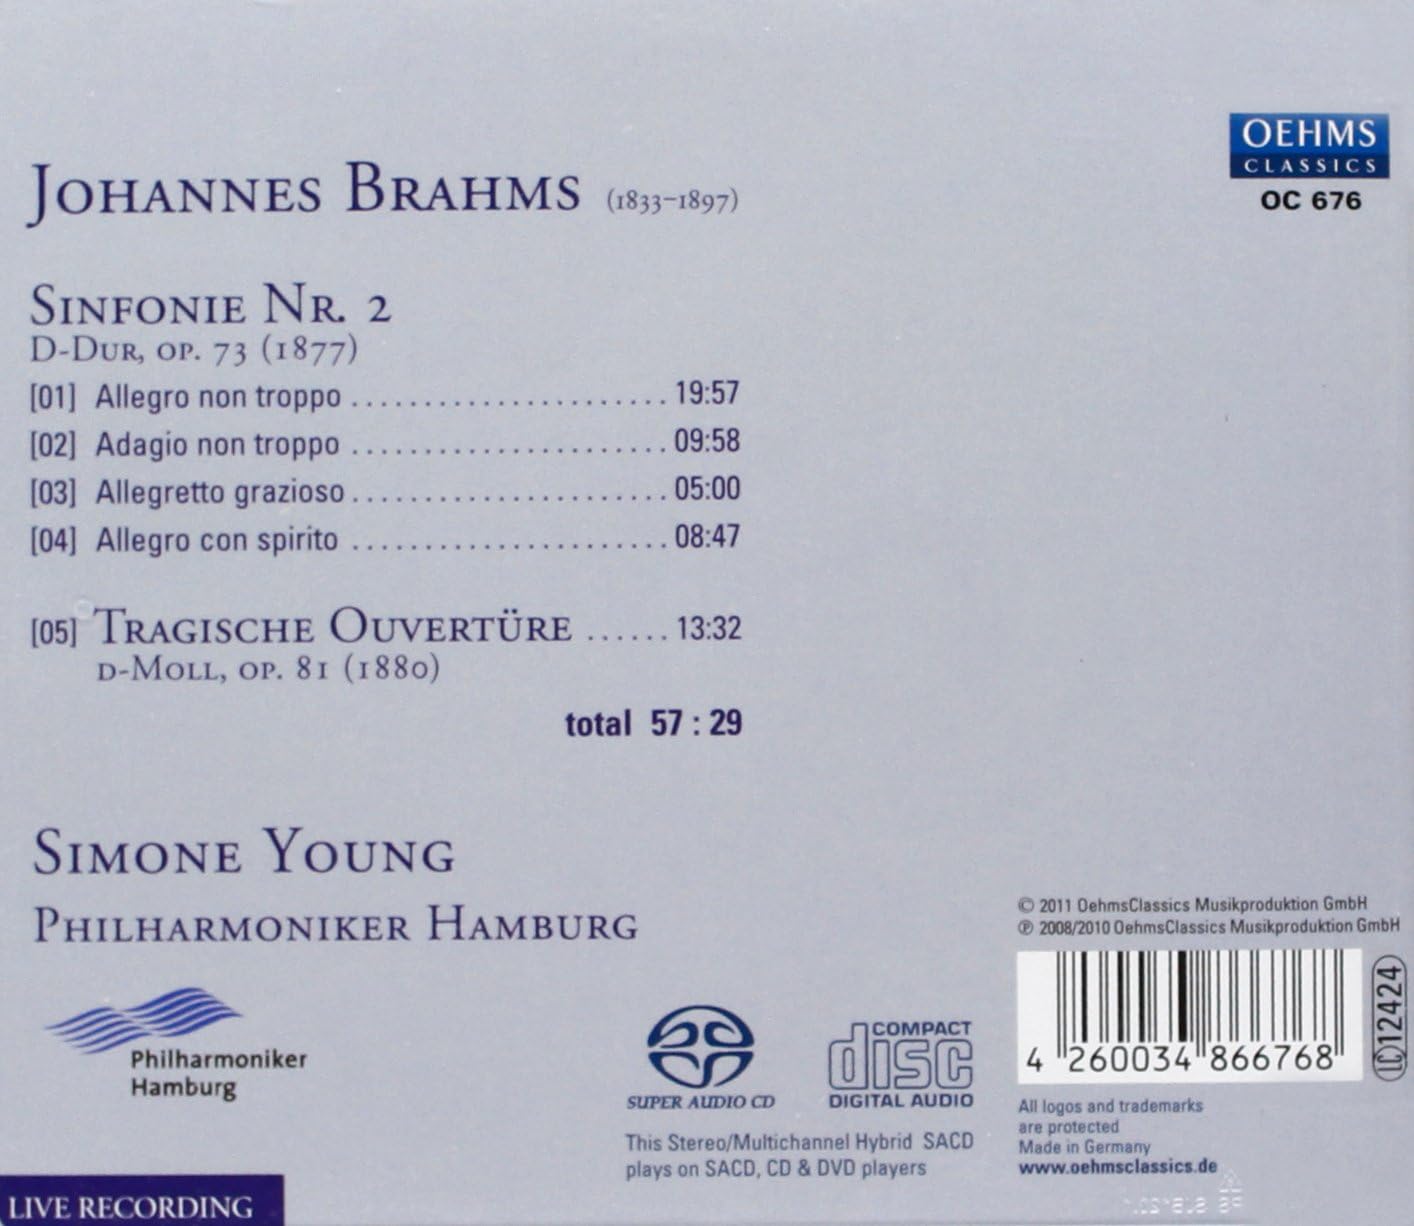 OEHMS
CLASSICS
OC 676
JOHANNES BRAHMS (1833–1897)
SINFONIE NR. 2
D-DUR, OP. 73 (1877)
[01] Allegro non troppo ...................... 19:57
[02] Adagio non troppo ...................... 09:58
[03] Allegretto grazioso ...................... 05:00
[04] Allegro con spirito ...................... 08:47
[05] TRAGISCHE OUVERTÜRE ...... 13:32
D-MOLL, OP. 81 (1880)
total 57 : 29
SIMONE YOUNG
PHILHARMONIKER HAMBURG
Philharmoniker
Hamburg
LIVE RECORDING
SUPER AUDIO CD
COMPACT
disc
DIGITAL AUDIO
This Stereo/Multichannel Hybrid SACD
plays on SACD, CD & DVD players
© 2011 OehmsClassics Musikproduktion GmbH
℗ 2008/2010 OehmsClassics Musikproduktion GmbH
4 260034 866768
LC 12424
All logos and trademarks
are protected
Made in Germany
www.oehmsclassics.de